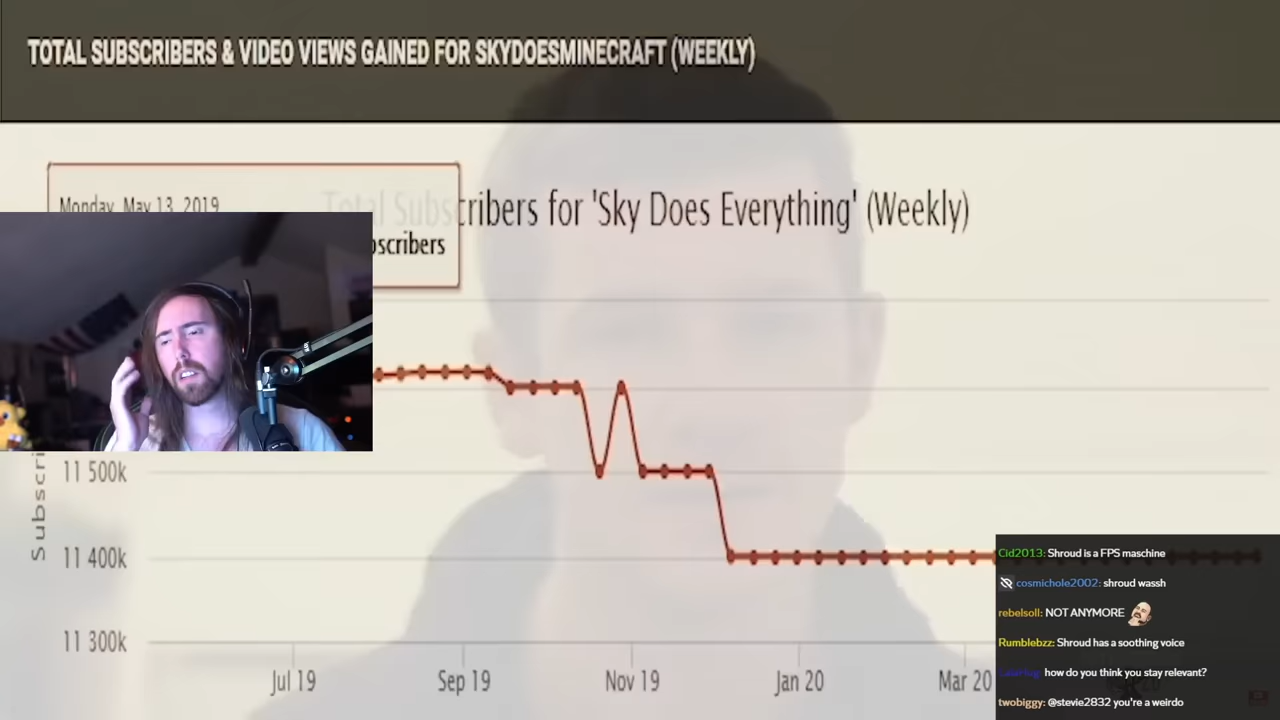 TOTAL SUBSCRIBERS & VIDEO VIEWS GAINED FOR SKYDOESMINECRAFT (WEEKLY)
Monday, May 13, 2019
Total Subscribers for 'Sky Does Everything' (Weekly)
bscribers
Subscri
11 500k
11 400k
11 300k
Jul 19
Sep 19
Nov 19
Jan 20
Mar 20
Cid2013: Shroud is a FPS maschine
cosmichole2002: shroud wassh
rebelsoll: NOT ANYMORE
Rumblebzz: Shroud has a soothing voice
how do you think you stay relevant?
twobiggy: @stevie2832 you're a weirdo